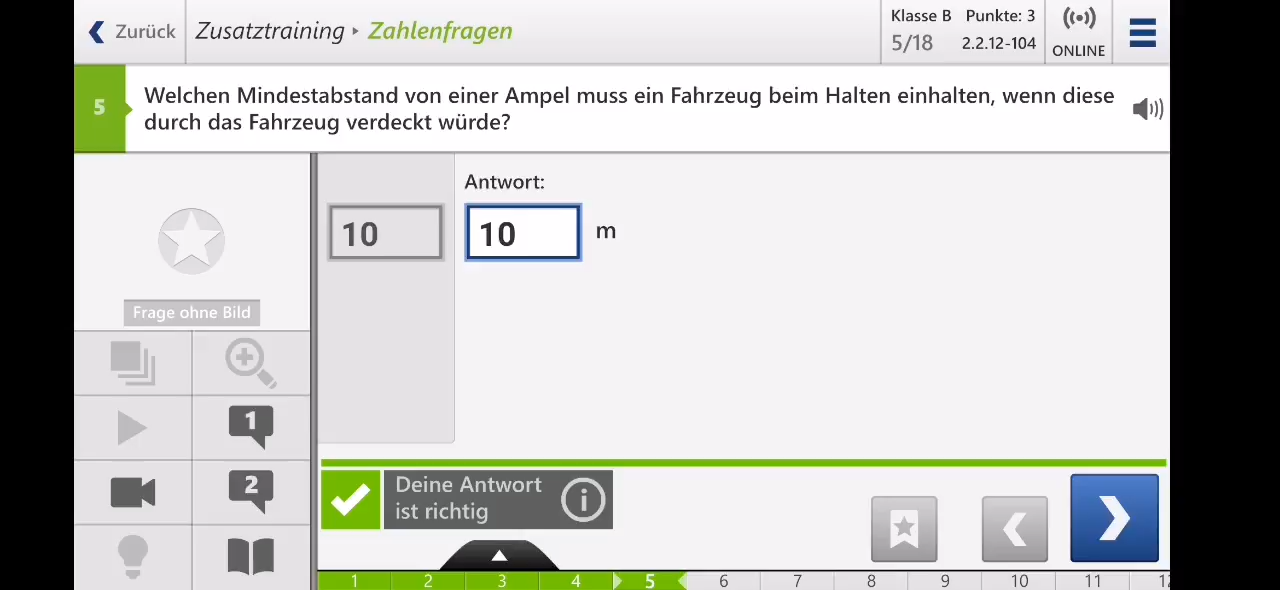 Zurück
Zusatztraining ▸ Zahlenfragen
Klasse B Punkte: 3
5/18 2.2.12-104
ONLINE
5
Welchen Mindestabstand von einer Ampel muss ein Fahrzeug beim Halten einhalten, wenn diese
durch das Fahrzeug verdeckt würde?
Antwort:
10
10 m
Frage ohne Bild
1
2
Deine Antwort
ist richtig
1 2 3 4 5 6 7 8 9 10 11